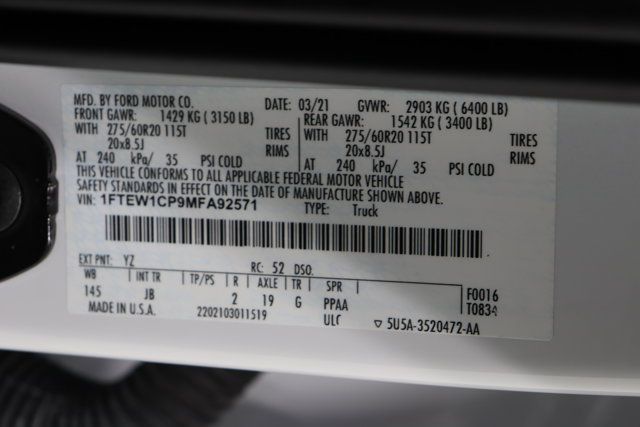 MFD. BY FORD MOTOR CO. DATE: 03/21 GVWR: 2903 KG ( 6400 LB)
FRONT GAWR: 1429 KG ( 3150 LB) REAR GAWR: 1542 KG ( 3400 LB)
WITH 275/60R20 115T TIRES WITH 275/60R20 115T TIRES
20x8.5J RIMS 20x8.5J RIMS
AT 240 kPa/ 35 PSI COLD AT 240 kPa/ 35 PSI COLD
THIS VEHICLE CONFORMS TO ALL APPLICABLE FEDERAL MOTOR VEHICLE
SAFETY STANDARDS IN EFFECT ON THE DATE OF MANUFACTURE SHOWN ABOVE.
VIN: 1FTEW1CP9MFA92571 TYPE: Truck
EXT PNT: YZ RC: 52 DSO:
WB INT TR TP/PS R AXLE TR SPR F0016
145 JB 2 19 G PPAA T0834
MADE IN U.S.A. 2202103011519 ULC 5U5A-3520472-AA